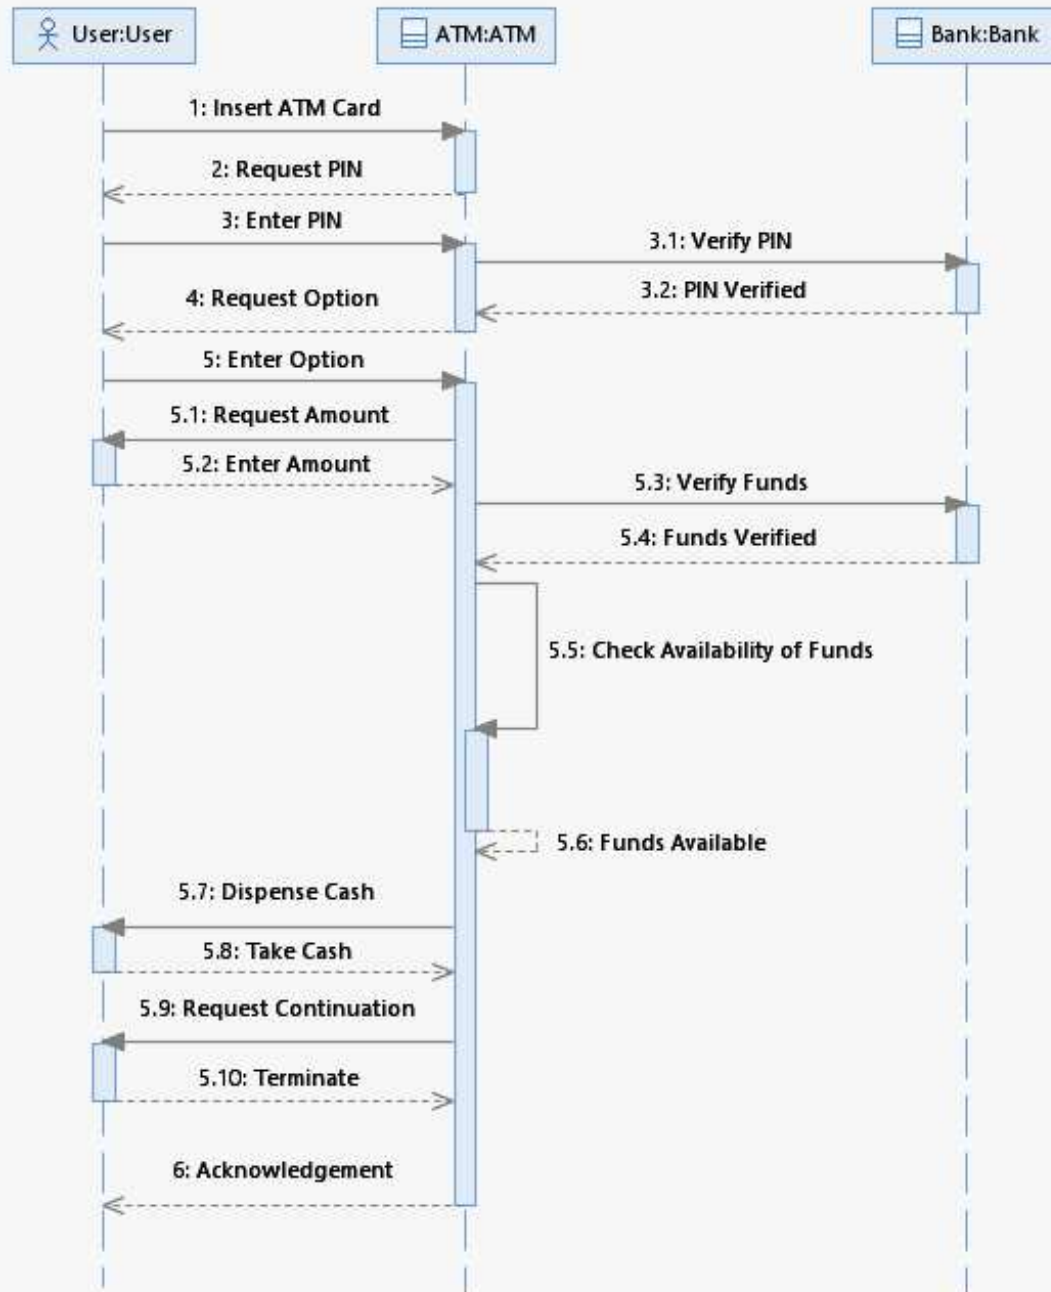 User:User
ATM:ATM
Bank:Bank
1: Insert ATM Card
2: Request PIN
3: Enter PIN
3.1: Verify PIN
3.2: PIN Verified
4: Request Option
5: Enter Option
5.1: Request Amount
5.2: Enter Amount
5.3: Verify Funds
5.4: Funds Verified
5.5: Check Availability of Funds
5.6: Funds Available
5.7: Dispense Cash
5.8: Take Cash
5.9: Request Continuation
5.10: Terminate
6: Acknowledgement